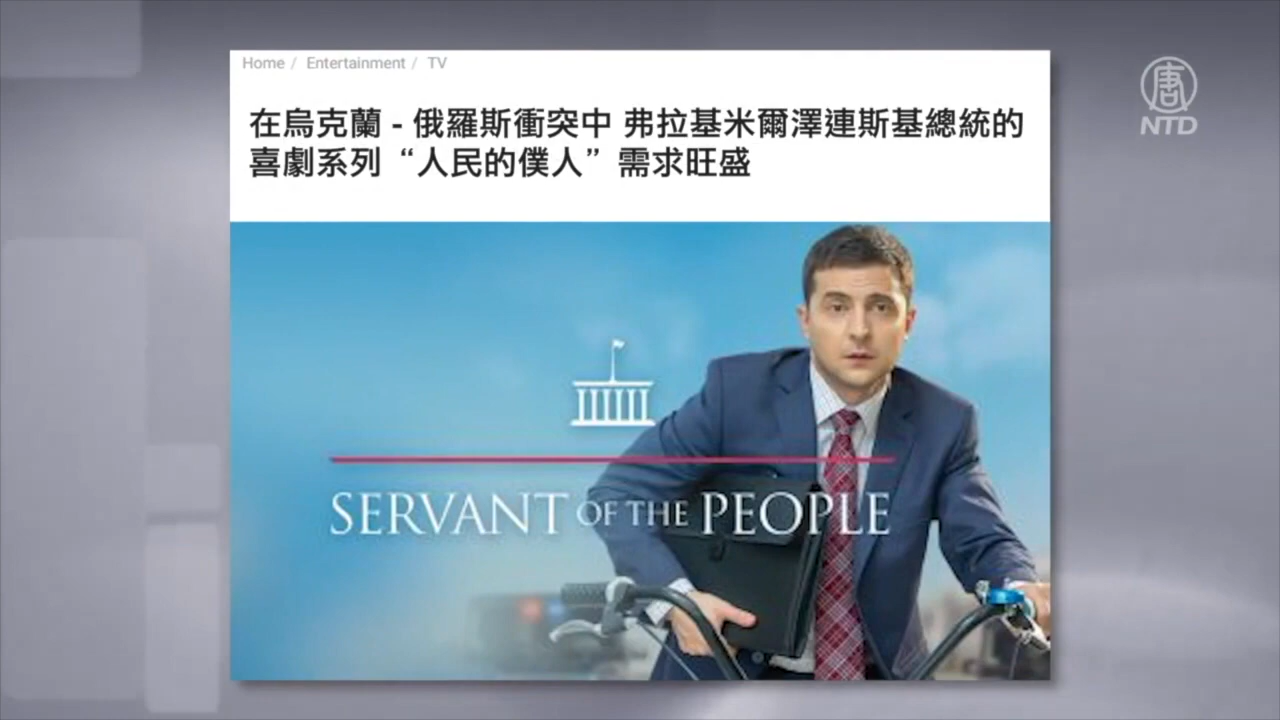 Home / Entertainment / TV
在烏克蘭 - 俄羅斯衝突中 弗拉基米爾澤連斯基總統的
喜劇系列“人民的僕人”需求旺盛
唐
NTD
SERVANT OF THE PEOPLE